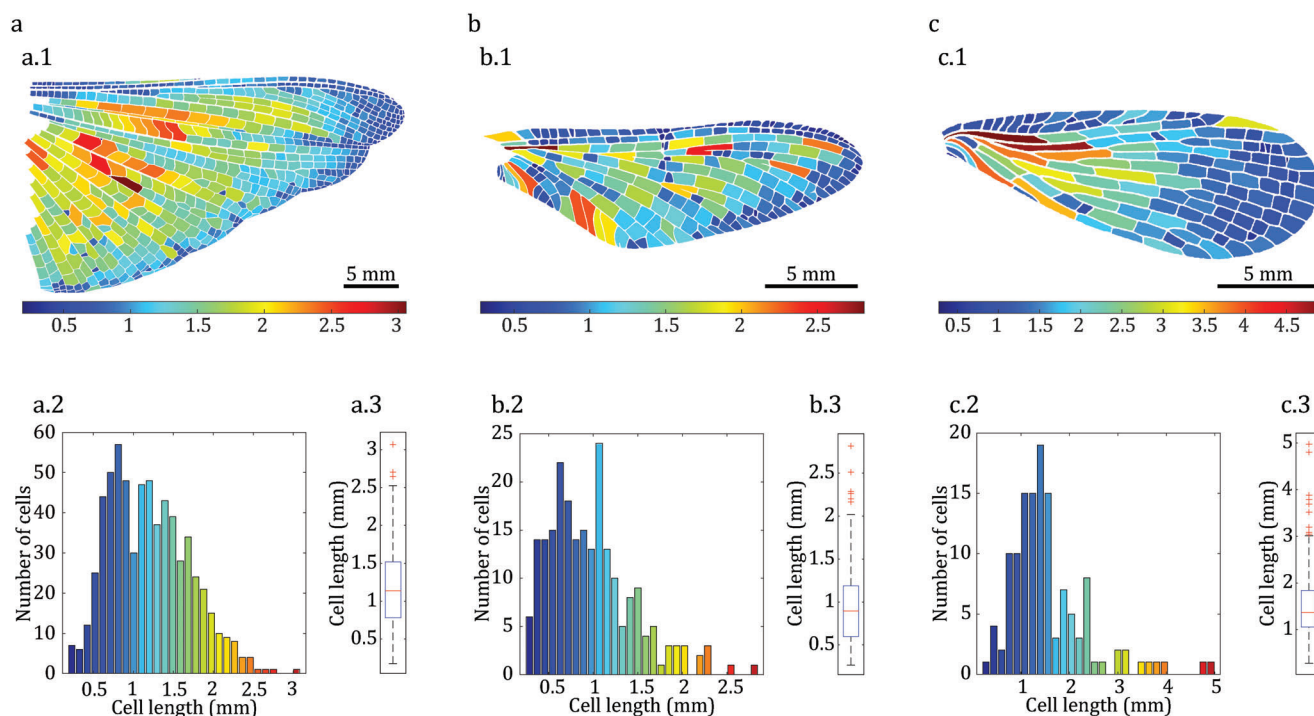 a
b
c
a.1
b.1
c.1
5 mm
5 mm
5 mm
0.5 1 1.5 2 2.5 3
0.5 1 1.5 2 2.5
0.5 1 1.5 2 2.5 3 3.5 4 4.5
a.2
a.3
b.2
b.3
c.2
c.3
Number of cells
60
50
40
30
20
10
0
0.5 1 1.5 2 2.5 3
Cell length (mm)
Cell length (mm)
3
2.5
2
1.5
1
0.5
Number of cells
25
20
15
10
5
0
0.5 1 1.5 2 2.5
Cell length (mm)
Cell length (mm)
2.5
2
1.5
1
0.5
Number of cells
20
15
10
5
0
1 2 3 4 5
Cell length (mm)
Cell length (mm)
5
4
3
2
1